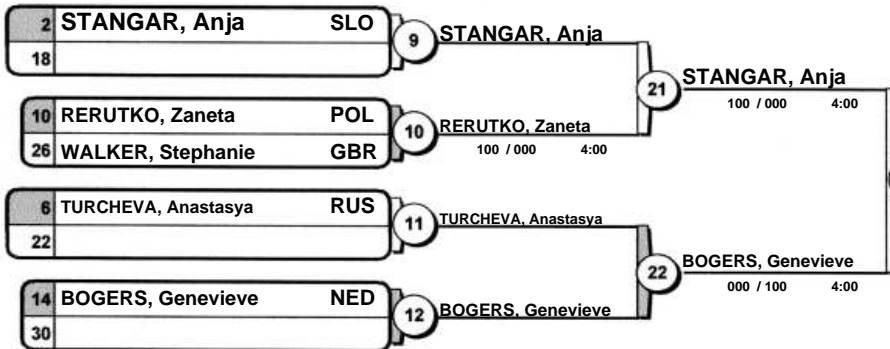 2 STANGAR, Anja SLO
18
9 STANGAR, Anja
21 STANGAR, Anja
100 / 000 4:00
10 RERUTKO, Zaneta POL
26 WALKER, Stephanie GBR
10 RERUTKO, Zaneta
100 / 000 4:00
6 TURCHEVA, Anastasya RUS
22
11 TURCHEVA, Anastasya
22 BOGERS, Genevieve
000 / 100 4:00
14 BOGERS, Genevieve NED
30
12 BOGERS, Genevieve